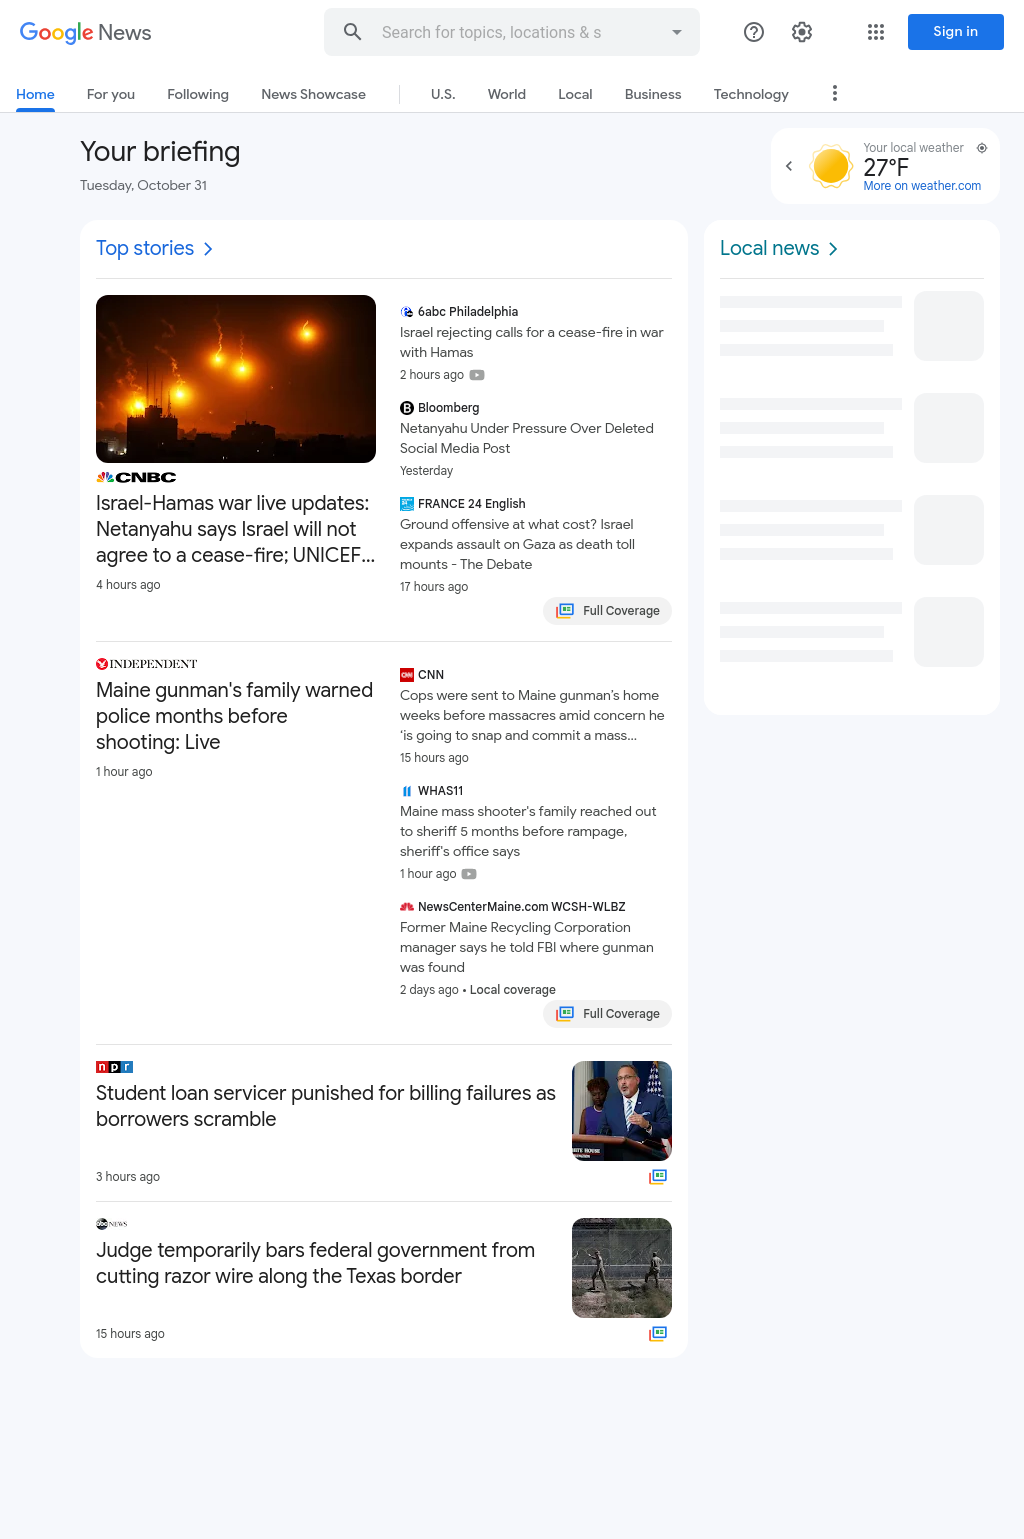 Google News
Search for topics, locations & s
Sign in
Home
For you
Following
News Showcase
U.S.
World
Local
Business
Technology
Your briefing
Tuesday, October 31
Your local weather
27°F
More on weather.com
Top stories
CNBC
Israel-Hamas war live updates:
Netanyahu says Israel will not
agree to a cease-fire; UNICEF...
4 hours ago
6abc Philadelphia
Israel rejecting calls for a cease-fire in war
with Hamas
2 hours ago
B Bloomberg
Netanyahu Under Pressure Over Deleted
Social Media Post
Yesterday
FRANCE 24 English
Ground offensive at what cost? Israel
expands assault on Gaza as death toll
mounts - The Debate
17 hours ago
Full Coverage
INDEPENDENT
Maine gunman's family warned
police months before
shooting: Live
1 hour ago
CNN CNN
Cops were sent to Maine gunman’s home
weeks before massacres amid concern he
‘is going to snap and commit a mass...
15 hours ago
WHAS11
Maine mass shooter's family reached out
to sheriff 5 months before rampage,
sheriff's office says
1 hour ago
NewsCenterMaine.com WCSH-WLBZ
Former Maine Recycling Corporation
manager says he told FBI where gunman
was found
2 days ago • Local coverage
Full Coverage
npr
Student loan servicer punished for billing failures as
borrowers scramble
3 hours ago
abc NEWS
Judge temporarily bars federal government from
cutting razor wire along the Texas border
15 hours ago
Local news